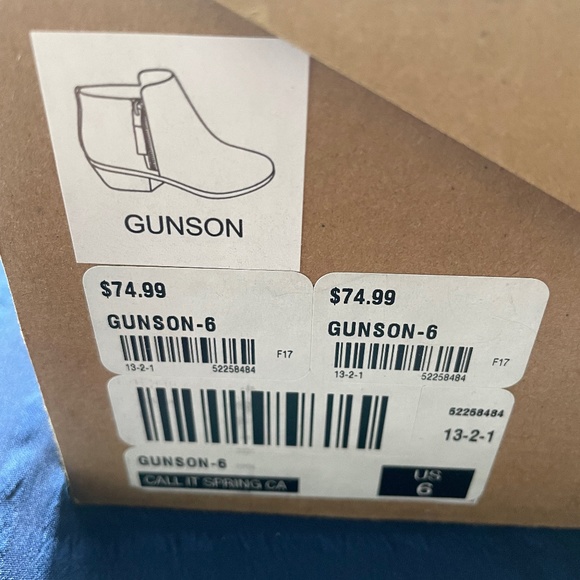 GUNSON
$74.99
GUNSON-6
F17
13-2-1 52258484
$74.99
GUNSON-6
F17
13-2-1 52258484
52258484
13-2-1
GUNSON-6
CALL IT SPRING CA
US
6